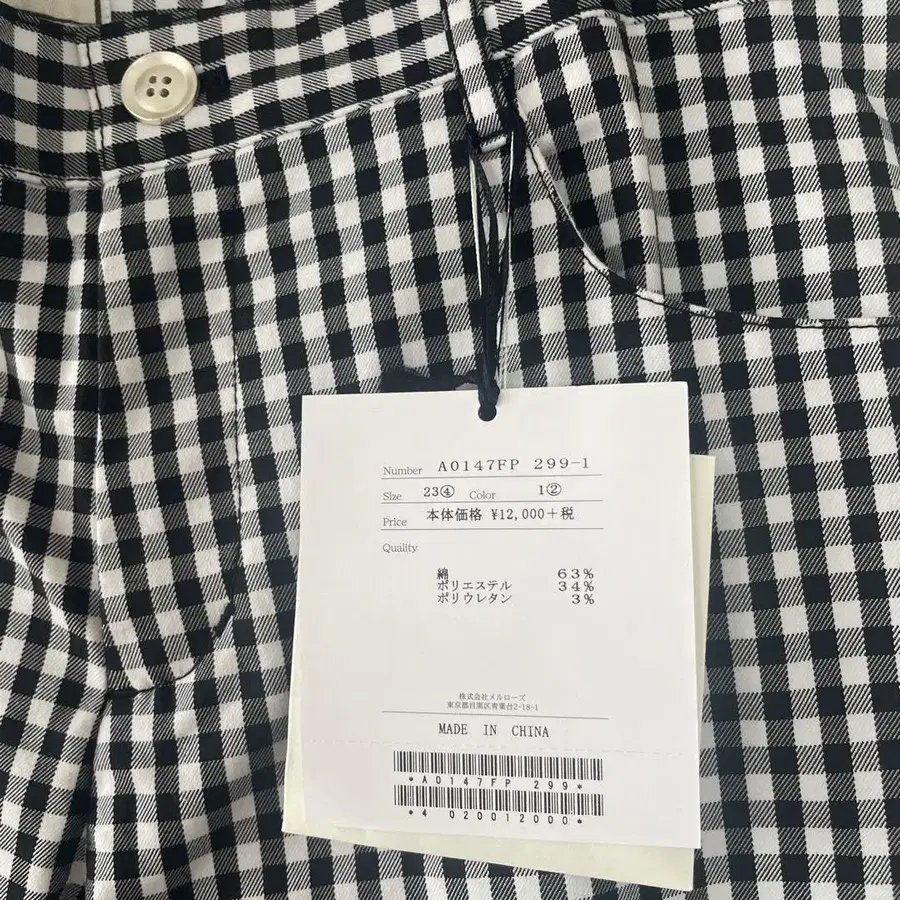 Number A0147FP 299-1
Size 23④ Color 1②
Price 本体価格 ¥12,000+税
Quality
綿 63%
ポリエステル 34%
ポリウレタン 3%
株式会社メルローズ
東京都目黒区青葉台2-18-1
MADE IN CHINA
*A0147FP 299*
*4 020012000*